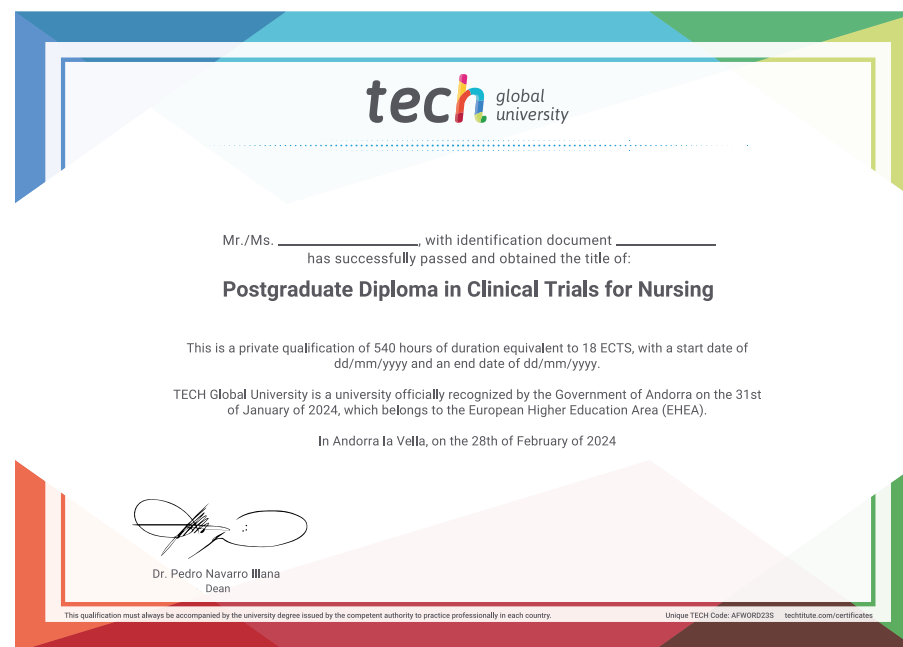 tech global university
Mr./Ms. ____________________, with identification document ______________
has successfully passed and obtained the title of:
Postgraduate Diploma in Clinical Trials for Nursing
This is a private qualification of 540 hours of duration equivalent to 18 ECTS, with a start date of
dd/mm/yyyy and an end date of dd/mm/yyyy.
TECH Global University is a university officially recognized by the Government of Andorra on the 31st
of January of 2024, which belongs to the European Higher Education Area (EHEA).
In Andorra la Vella, on the 28th of February of 2024
Dr. Pedro Navarro Illana
Dean
This qualification must always be accompanied by the university degree issued by the competent authority to practice professionally in each country. Unique TECH Code: AFWORD23S techtitute.com/certificates